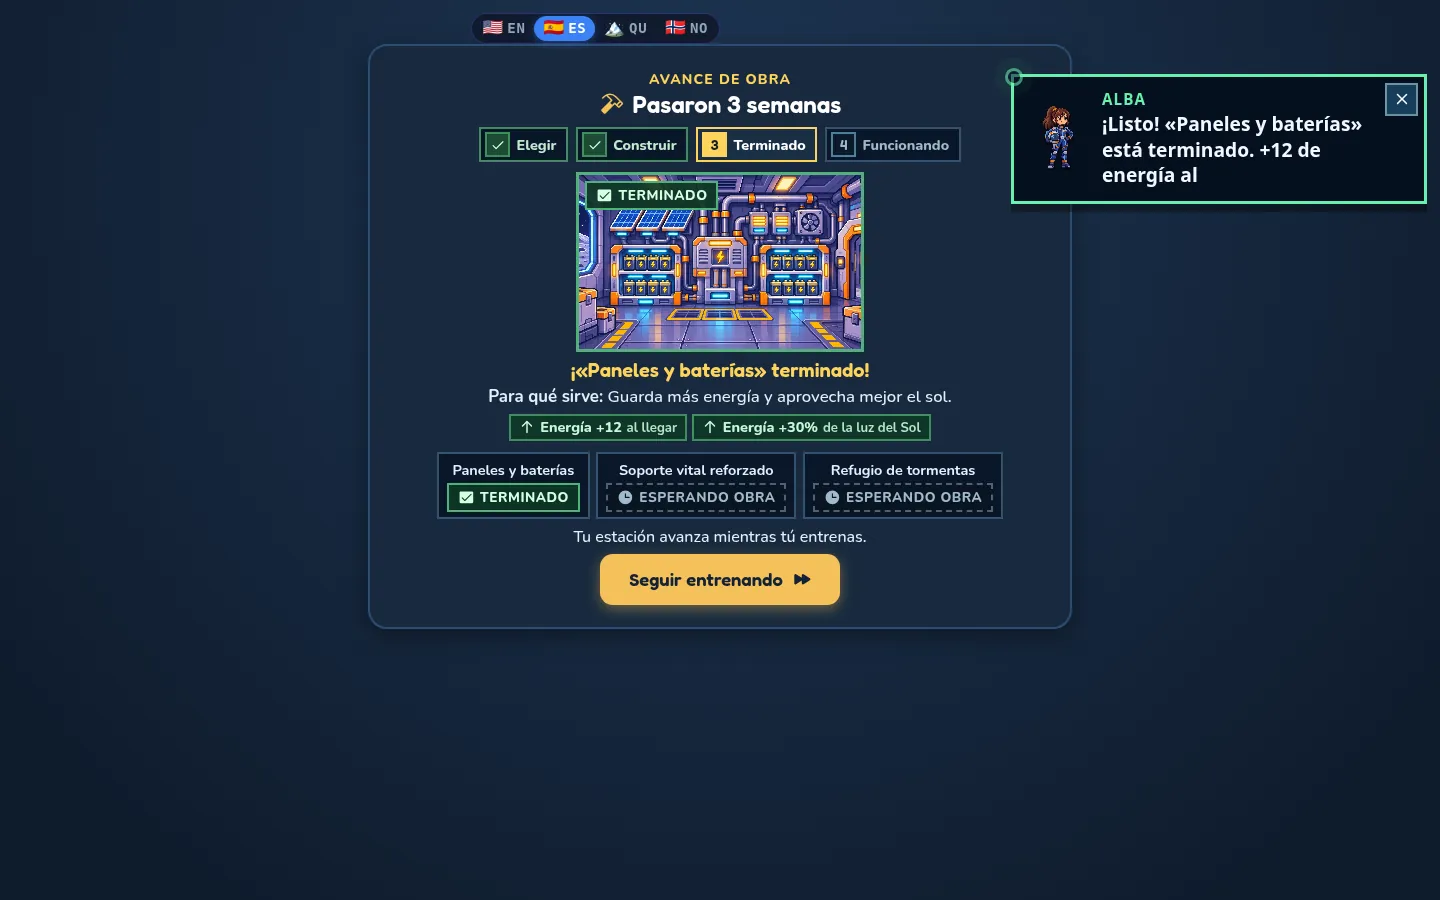 EN ES QU NO
AVANCE DE OBRA
Pasaron 3 semanas
Elegir Construir 3 Terminado 4 Funcionando
TERMINADO
¡«Paneles y baterías» terminado!
Para qué sirve: Guarda más energía y aprovecha mejor el sol.
Energía +12 al llegar Energía +30% de la luz del Sol
Paneles y baterías
TERMINADO
Soporte vital reforzado
ESPERANDO OBRA
Refugio de tormentas
ESPERANDO OBRA
Tu estación avanza mientras tú entrenas.
Seguir entrenando
ALBA
¡Listo! «Paneles y baterías»
está terminado. +12 de
energía al